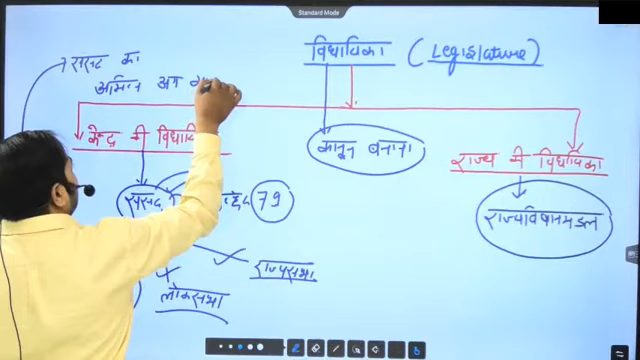 Standard Mode
विधायिका (Legislature)
संसद का
अभिन्न अंग
केन्द्र में
कानून बनाना
राज्य में विधायिका
79
राज्यविधानमंडल
राज्यसभा
लोकसभा